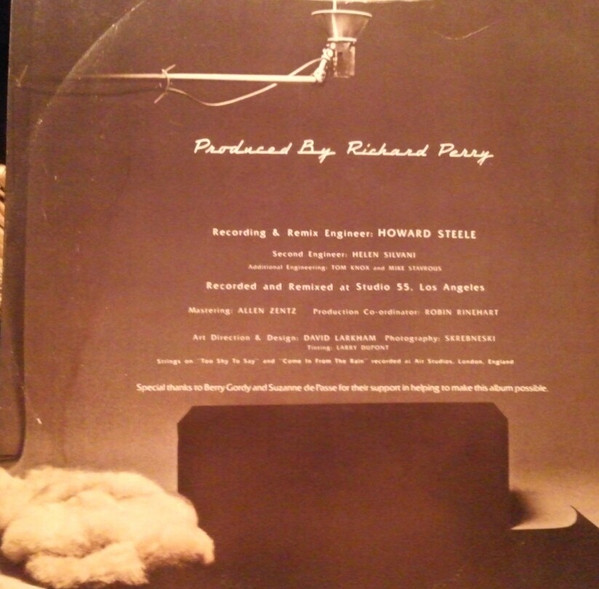 Produced By Richard Perry
Recording & Remix Engineer: HOWARD STEELE
Second Engineer: HELEN SILVANI
Additional Engineering: TOM KNOX and MIKE STAVROUS
Recorded and Remixed at Studio 55, Los Angeles
Mastering: ALLEN ZENTZ Production Co-ordinator: ROBIN RINEHART
Art Direction & Design: DAVID LARKHAM Photography: SKREBNESKI
Tinting: LARRY DUPONT
Strings on "Too Shy To Say" and "Come In From The Rain" recorded at Air Studios, London, England
Special thanks to Berry Gordy and Suzanne dePasse for their support in helping to make this album possible.